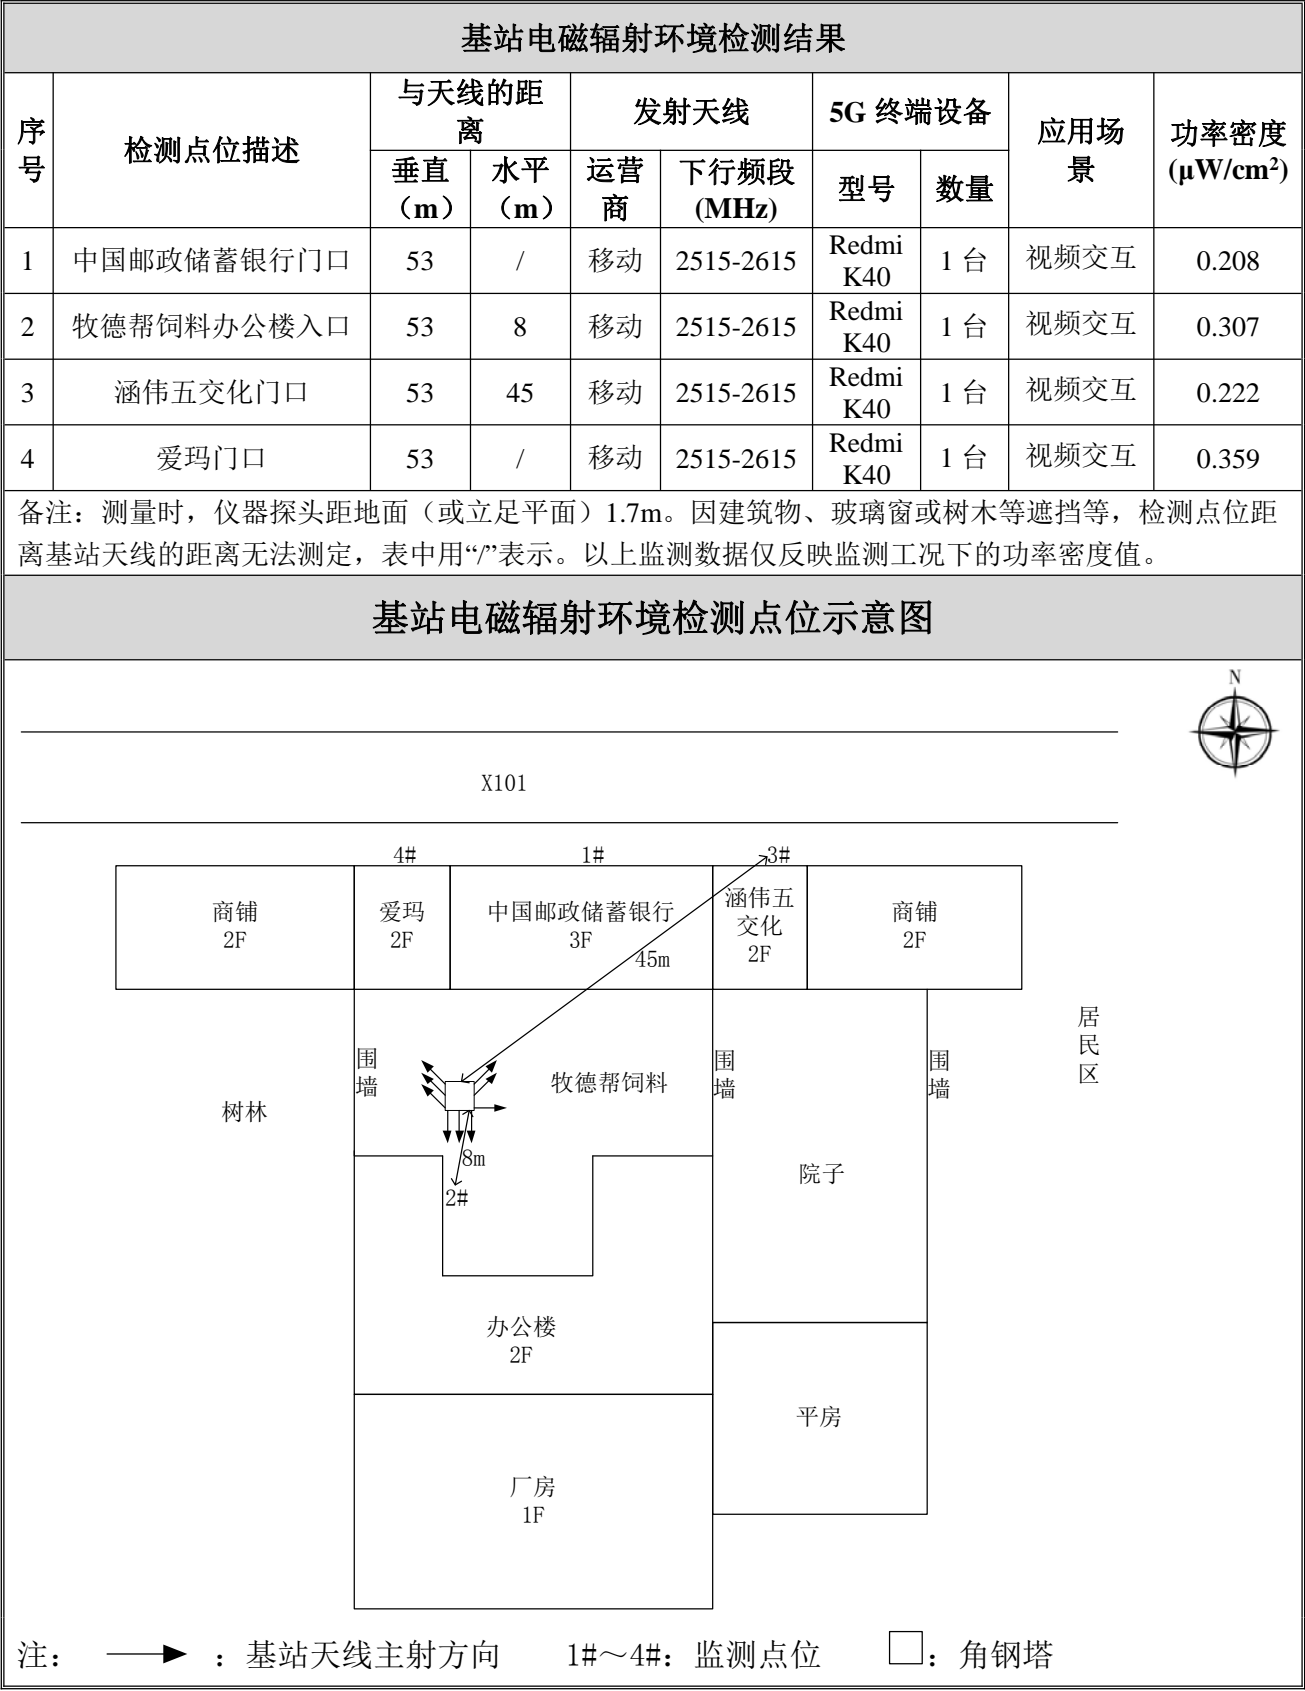 基站电磁辐射环境检测结果
序号 检测点位描述 与天线的距离 发射天线 5G 终端设备 应用场景 功率密度(μW/cm²)
垂直（m） 水平（m） 运营商 下行频段(MHz) 型号 数量
1 中国邮政储蓄银行门口 53 / 移动 2515-2615 Redmi K40 1 台 视频交互 0.208
2 牧德帮饲料办公楼入口 53 8 移动 2515-2615 Redmi K40 1 台 视频交互 0.307
3 涵伟五交化门口 53 45 移动 2515-2615 Redmi K40 1 台 视频交互 0.222
4 爱玛门口 53 / 移动 2515-2615 Redmi K40 1 台 视频交互 0.359
备注：测量时，仪器探头距地面（或立足平面）1.7m。因建筑物、玻璃窗或树木等遮挡等，检测点位距
离基站天线的距离无法测定，表中用“/”表示。以上监测数据仅反映监测工况下的功率密度值。
基站电磁辐射环境检测点位示意图
N
X101
4# 1# 3#
商铺 爱玛 中国邮政储蓄银行 涵伟五 商铺
交化
2F 2F 3F 2F 2F
45m
居民区
围墙 围墙 围墙
牧德帮饲料
树林
8m
院子
2#
办公楼
2F
平房
厂房
1F
注： ：基站天线主射方向 1#～4#：监测点位 ：角钢塔